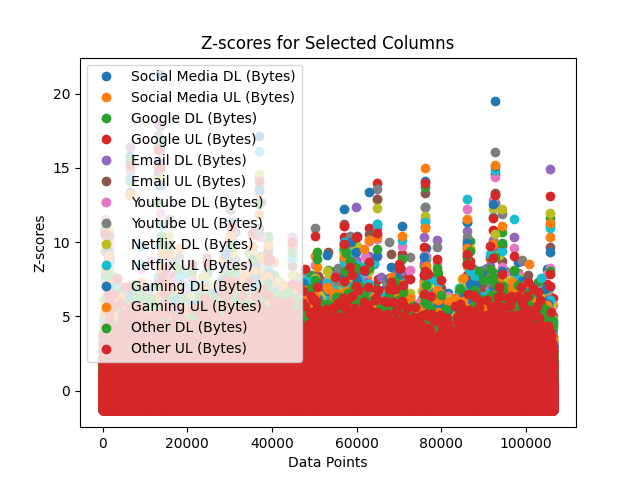 Z-scores for Selected Columns
Social Media DL (Bytes)
Social Media UL (Bytes)
Google DL (Bytes)
Google UL (Bytes)
Email DL (Bytes)
Email UL (Bytes)
Youtube DL (Bytes)
Youtube UL (Bytes)
Netflix DL (Bytes)
Netflix UL (Bytes)
Gaming DL (Bytes)
Gaming UL (Bytes)
Other DL (Bytes)
Other UL (Bytes)
Z-scores
20
15
10
5
0
0 20000 40000 60000 80000 100000
Data Points